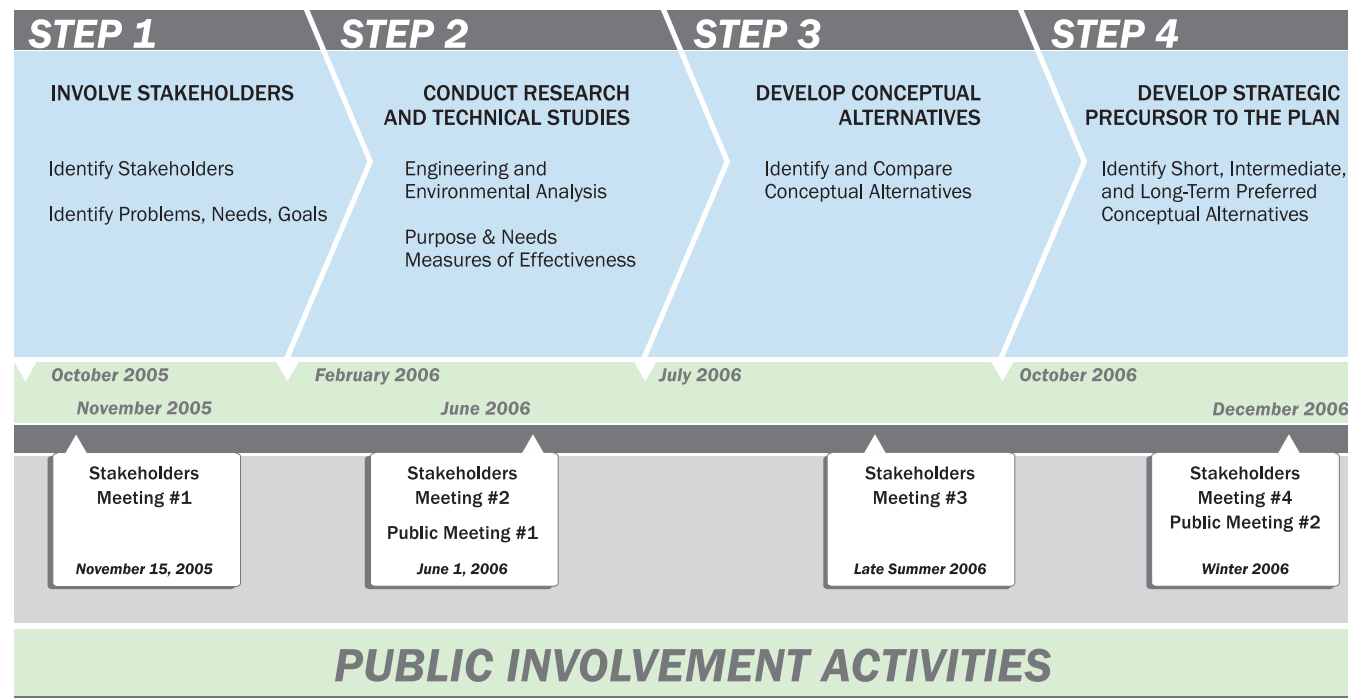 STEP 1
STEP 2
STEP 3
STEP 4
INVOLVE STAKEHOLDERS
Identify Stakeholders
Identify Problems, Needs, Goals
CONDUCT RESEARCH
AND TECHNICAL STUDIES
Engineering and
Environmental Analysis
Purpose & Needs
Measures of Effectiveness
DEVELOP CONCEPTUAL
ALTERNATIVES
Identify and Compare
Conceptual Alternatives
DEVELOP STRATEGIC
PRECURSOR TO THE PLAN
Identify Short, Intermediate,
and Long-Term Preferred
Conceptual Alternatives
October 2005
February 2006
July 2006
October 2006
November 2005
June 2006
December 2006
Stakeholders
Meeting #1
November 15, 2005
Stakeholders
Meeting #2
Public Meeting #1
June 1, 2006
Stakeholders
Meeting #3
Late Summer 2006
Stakeholders
Meeting #4
Public Meeting #2
Winter 2006
PUBLIC INVOLVEMENT ACTIVITIES